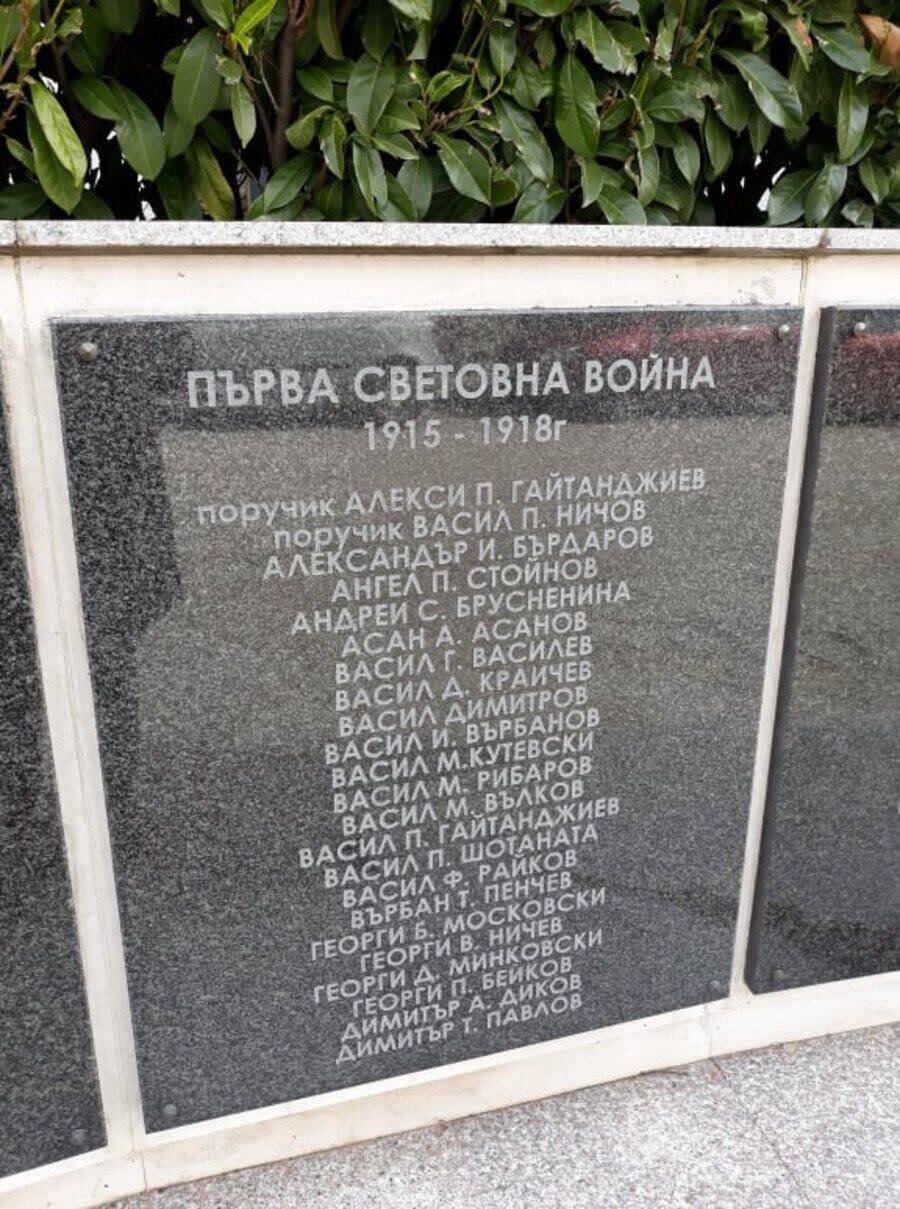 ПЪРВА СВЕТОВНА ВОЙНА
1915 - 1918г
поручик АЛЕКСИ П. ГАЙТАНДЖИЕВ
поручик ВАСИЛ П. НИЧОВ
АЛЕКСАНДЪР И. БЪРДАРОВ
АНГЕЛ П. СТОЙНОВ
АНДРЕИ С. БРУСНЕНИНА
АСАН А. АСАНОВ
ВАСИЛ Г. ВАСИЛЕВ
ВАСИЛ Д. КРАИЧЕВ
ВАСИЛ ДИМИТРОВ
ВАСИЛ И. ВЪРБАНОВ
ВАСИЛ М.КУТЕВСКИ
ВАСИЛ М. РИБАРОВ
ВАСИЛ М. ВЪЛКОВ
ВАСИЛ П. ГАЙТАНДЖИЕВ
ВАСИЛ П. ШОТАНАТА
ВАСИЛ Ф. РАЙКОВ
ВЪРБАН Т. ПЕНЧЕВ
ГЕОРГИ Б. МОСКОВСКИ
ГЕОРГИ В. НИЧЕВ
ГЕОРГИ Д. МИНКОВСКИ
ГЕОРГИ П. БЕЙКОВ
ДИМИТЪР А. ДИКОВ
ДИМИТЪР Т. ПАВЛОВ